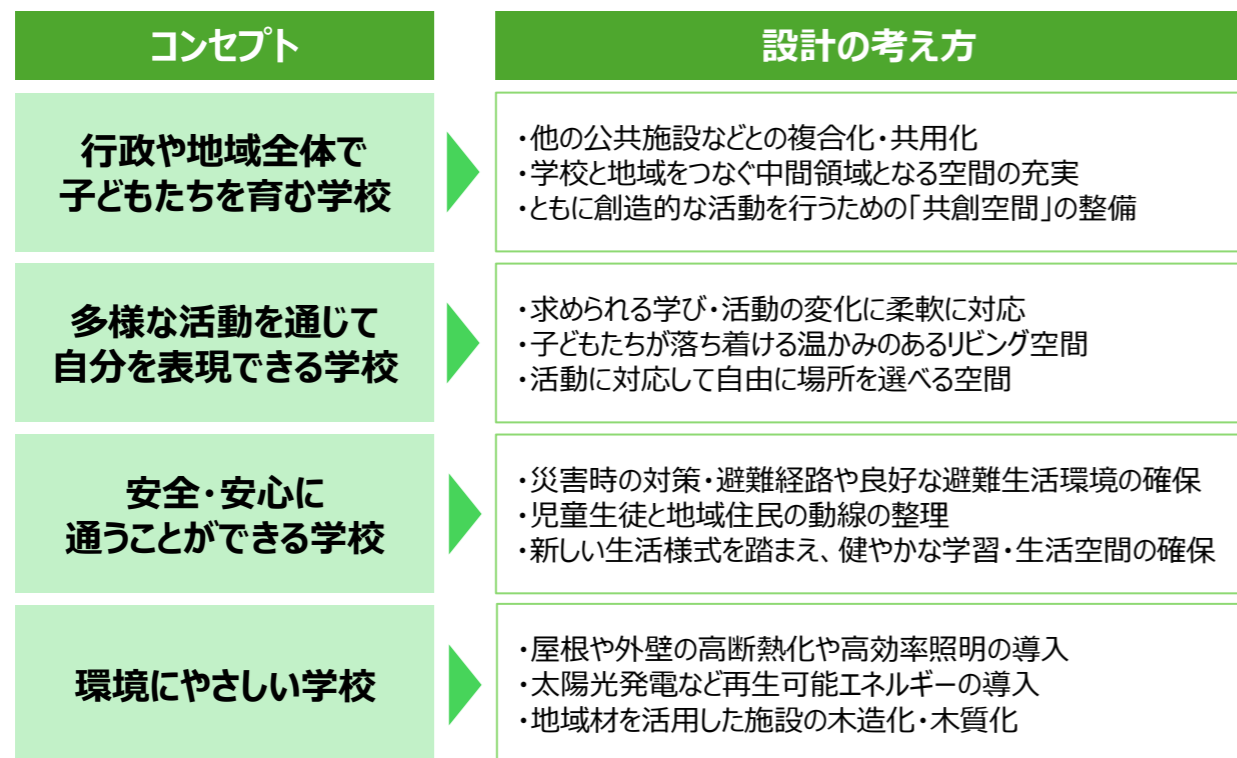 コンセプト
設計の考え方
行政や地域全体で
子どもたちを育む学校
・他の公共施設などとの複合化・共用化
・学校と地域をつなぐ中間領域となる空間の充実
・ともに創造的な活動を行うための「共創空間」の整備
多様な活動を通じて
自分を表現できる学校
・求められる学び・活動の変化に柔軟に対応
・子どもたちが落ち着ける温かみのあるリビング空間
・活動に対応して自由に場所を選べる空間
安全・安心に
通うことができる学校
・災害時の対策・避難経路や良好な避難生活環境の確保
・児童生徒と地域住民の動線の整理
・新しい生活様式を踏まえ、健やかな学習・生活空間の確保
環境にやさしい学校
・屋根や外壁の高断熱化や高効率照明の導入
・太陽光発電など再生可能エネルギーの導入
・地域材を活用した施設の木造化・木質化